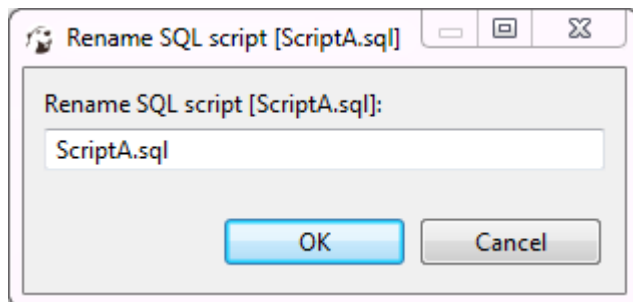 Rename SQL script [ScriptA.sql]
Rename SQL script [ScriptA.sql]:
ScriptA.sql
OK
Cancel